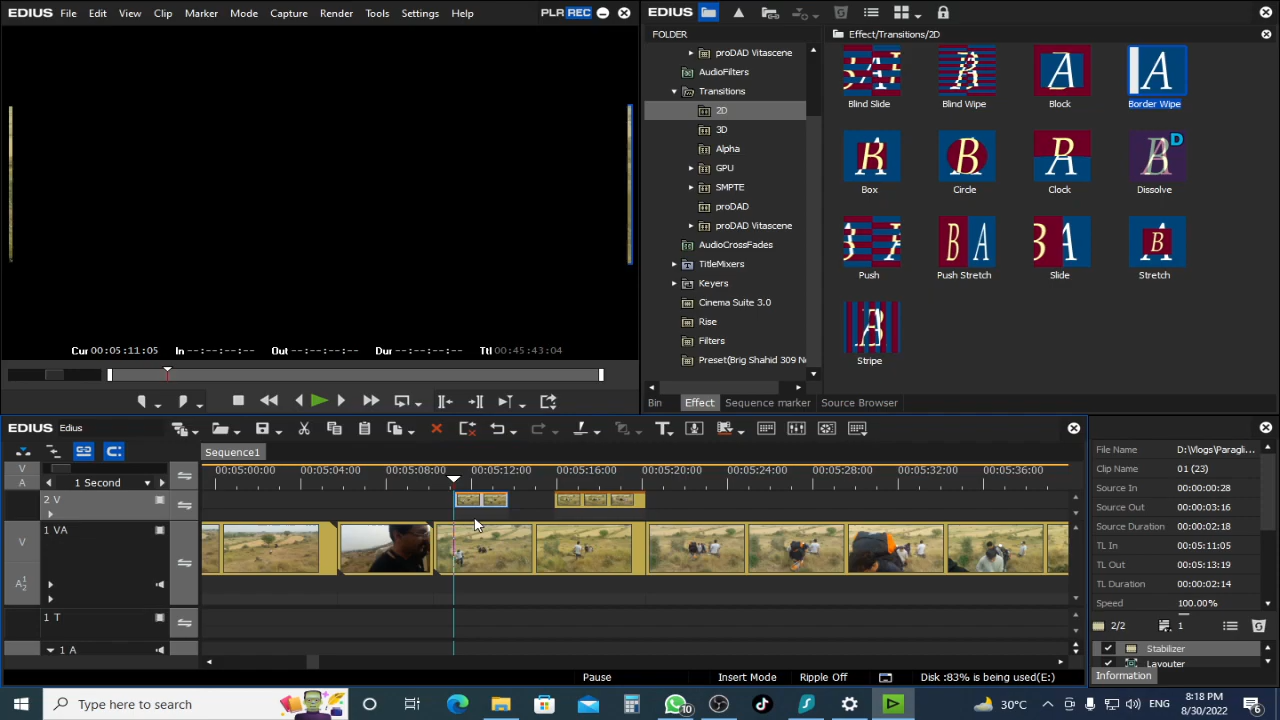 EDIUS File Edit View Clip Marker Mode Capture Render Tools Settings Help PLR REC
Cur 00:05:11:05 In --:--:--:-- Out --:--:--:-- Dur --:--:--:-- Ttl 00:45:43:04
EDIUS
FOLDER
Effect/Transitions/2D
proDAD Vitascene
AudioFilters
Transitions
2D
3D
Alpha
GPU
SMPTE
proDAD
proDAD Vitascene
AudioCrossFades
TitleMixers
Keyers
Cinema Suite 3.0
Rise
Filters
Preset(Brig Shahid 309 N
Blind Slide Blind Wipe Block Border Wipe
Box Circle Clock Dissolve
Push Push Stretch Slide Stretch
Stripe
Bin Effect Sequence marker Source Browser
EDIUS Edius
Sequence1
V
A
1 Second
00:05:00:00 00:05:04:00 00:05:08:00 00:05:12:00 00:05:16:00 00:05:20:00 00:05:24:00 00:05:28:00 00:05:32:00 00:05:36:00
2 V
V 1 VA
A12
1 T
1 A
Pause Insert Mode Ripple Off Disk :83% is being used(E:)
File Name D:\Vlogs\Paragli...
Clip Name 01 (23)
Source In 00:00:00:28
Source Out 00:00:03:16
Source Duration 00:00:02:18
TL In 00:05:11:05
TL Out 00:05:13:19
TL Duration 00:00:02:14
Speed 100.00%
2/2 1
Stabilizer
Layouter
Information
Type here to search
10
30°C ENG
8:18 PM
8/30/2022
6